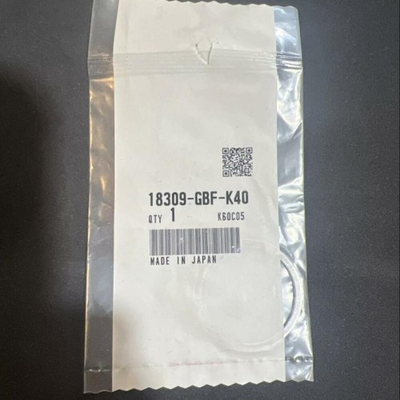 18309-GBF-K40
QTY 1 K60C05
MADE IN JAPAN